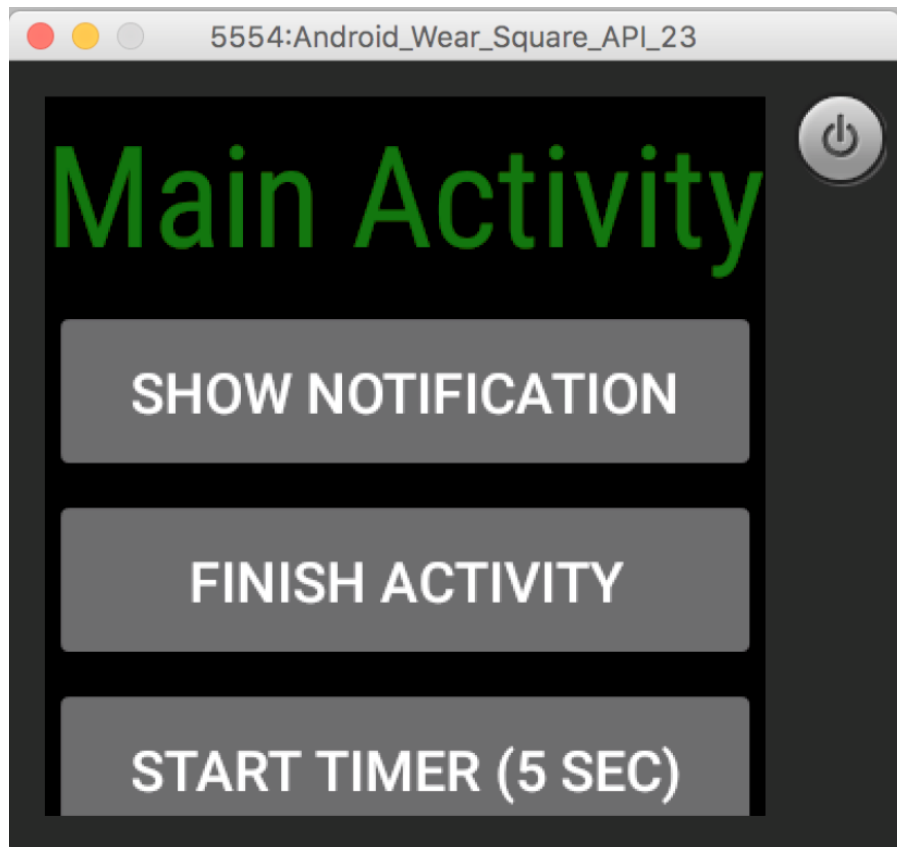 5554:Android_Wear_Square_API_23
Main Activity
SHOW NOTIFICATION
FINISH ACTIVITY
START TIMER (5 SEC)